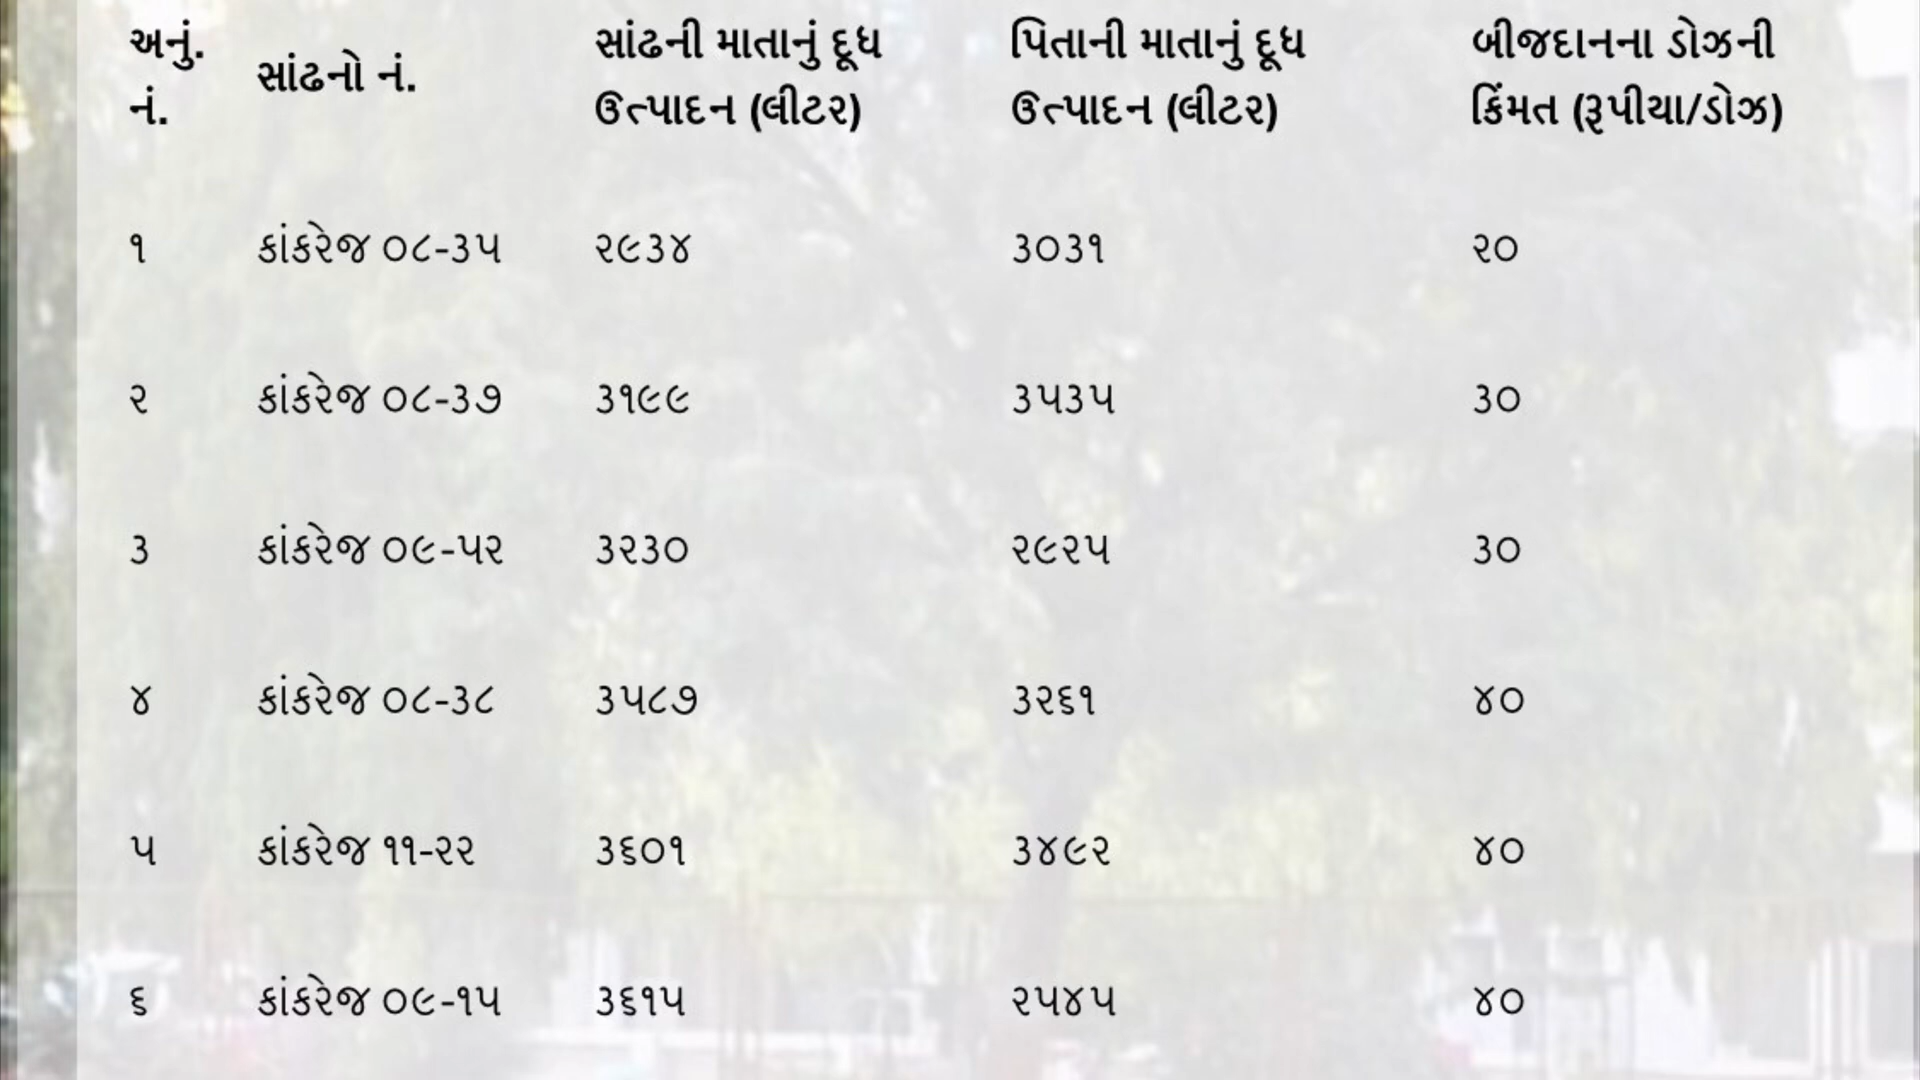 અનું.
નં.
સાંઢનો નં.
સાંઢની માતાનું દૂધ
ઉત્પાદન (લીટર)
પિતાની માતાનું દૂધ
ઉત્પાદન (લીટર)
બીજદાનના ડોઝની
કિંમત (રૂપીયા/ડોઝ)
૧ કાંકરેજ ૦૮-૩૫ ૨૯૩૪ ૩૦૩૧ ૨૦
૨ કાંકરેજ ૦૮-૩૭ ૩૧૯૯ ૩૫૩૫ ૩૦
૩ કાંકરેજ ૦૯-૫૨ ૩૨૩૦ ૨૯૨૫ ૩૦
૪ કાંકરેજ ૦૮-૩૮ ૩૫૮૭ ૩૨૬૧ ૪૦
૫ કાંકરેજ ૧૧-૨૨ ૩૬૦૧ ૩૪૯૨ ૪૦
૬ કાંકરેજ ૦૯-૧૫ ૩૬૧૫ ૨૫૪૫ ૪૦